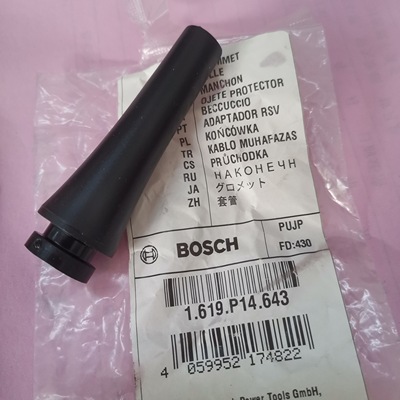 MANCHON
OJETE PROTECTOR
BECCUCCIO
PT ADAPTADOR RSV
PL KOŃCÓWKA
TR KABLO MUHAFAZAS
CS PRŮCHODKA
RU НАКОНЕЧН
JA グロメット
ZH 套管
BOSCH
PUJP
FD:430
1.619.P14.643
4 059952 174822
Power Tools GmbH,